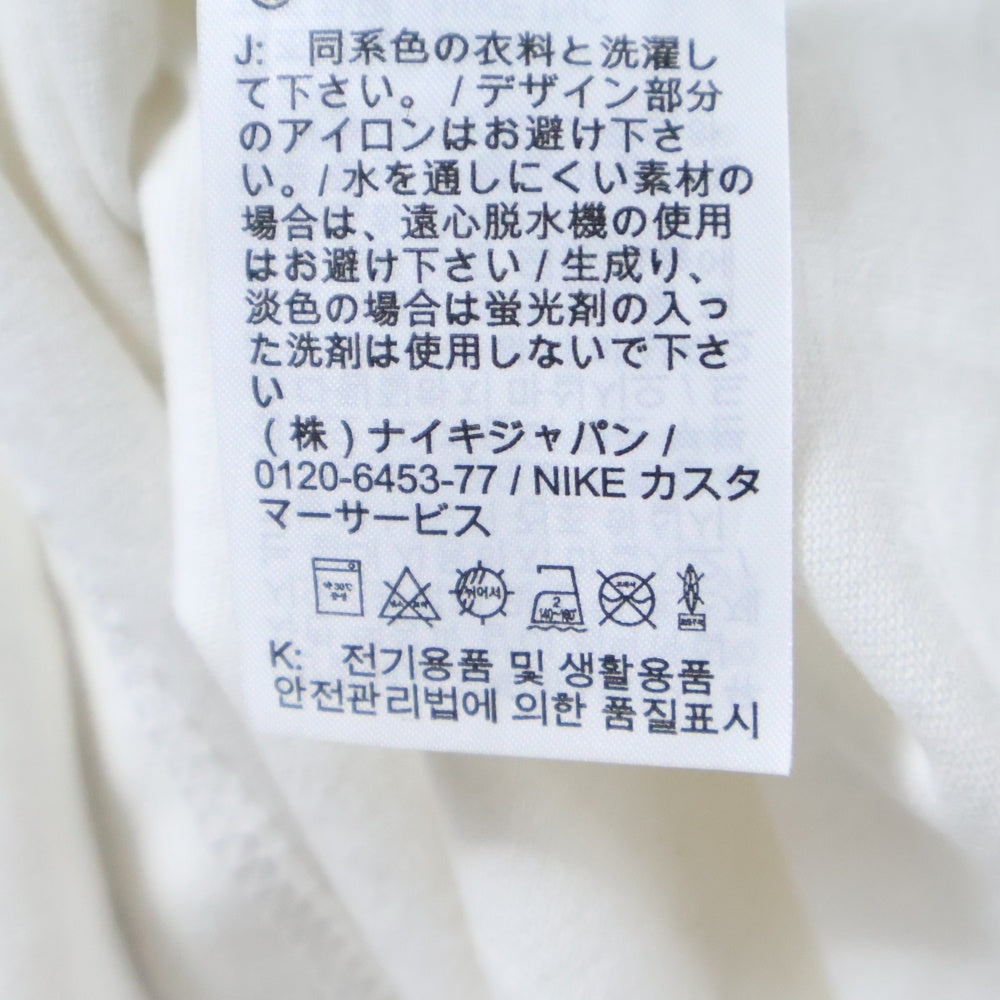 J: 同系色の衣料と洗濯し
て下さい。 / デザイン部分
のアイロンはお避け下さ
い。/ 水を通しにくい素材の
場合は、遠心脱水機の使用
はお避け下さい / 生成り、
淡色の場合は蛍光剤の入っ
た洗剤は使用しないで下さ
い
(株) ナイキジャパン /
0120-6453-77 / NIKE カスタ
マーサービス
2
140~160℃
K: 전기용품 및 생활용품
안전관리법에 의한 품질표시